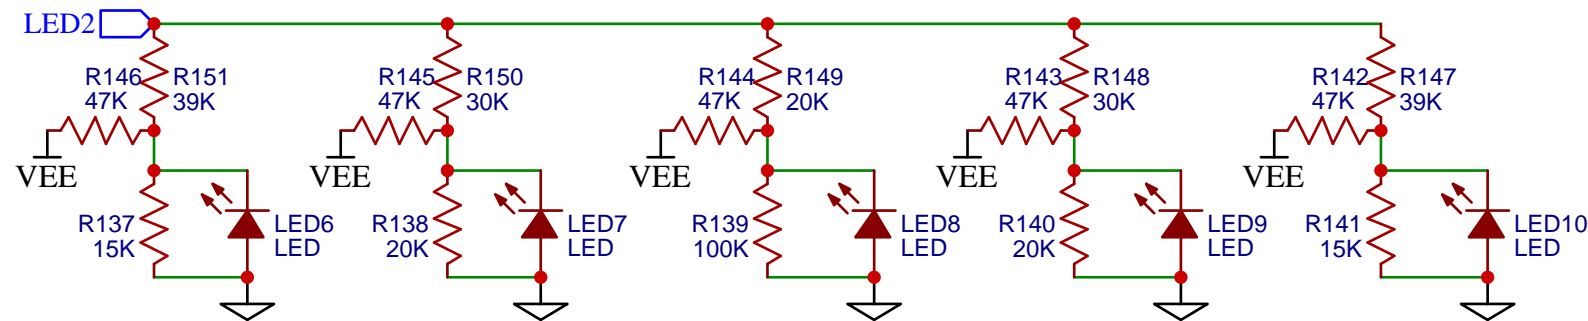 LED2
R146 R151
47K 39K
VEE
R137 LED6
15K LED
R145 R150
47K 30K
VEE
R138 LED7
20K LED
R144 R149
47K 20K
VEE
R139 LED8
100K LED
R143 R148
47K 30K
VEE
R140 LED9
20K LED
R142 R147
47K 39K
VEE
R141 LED10
15K LED